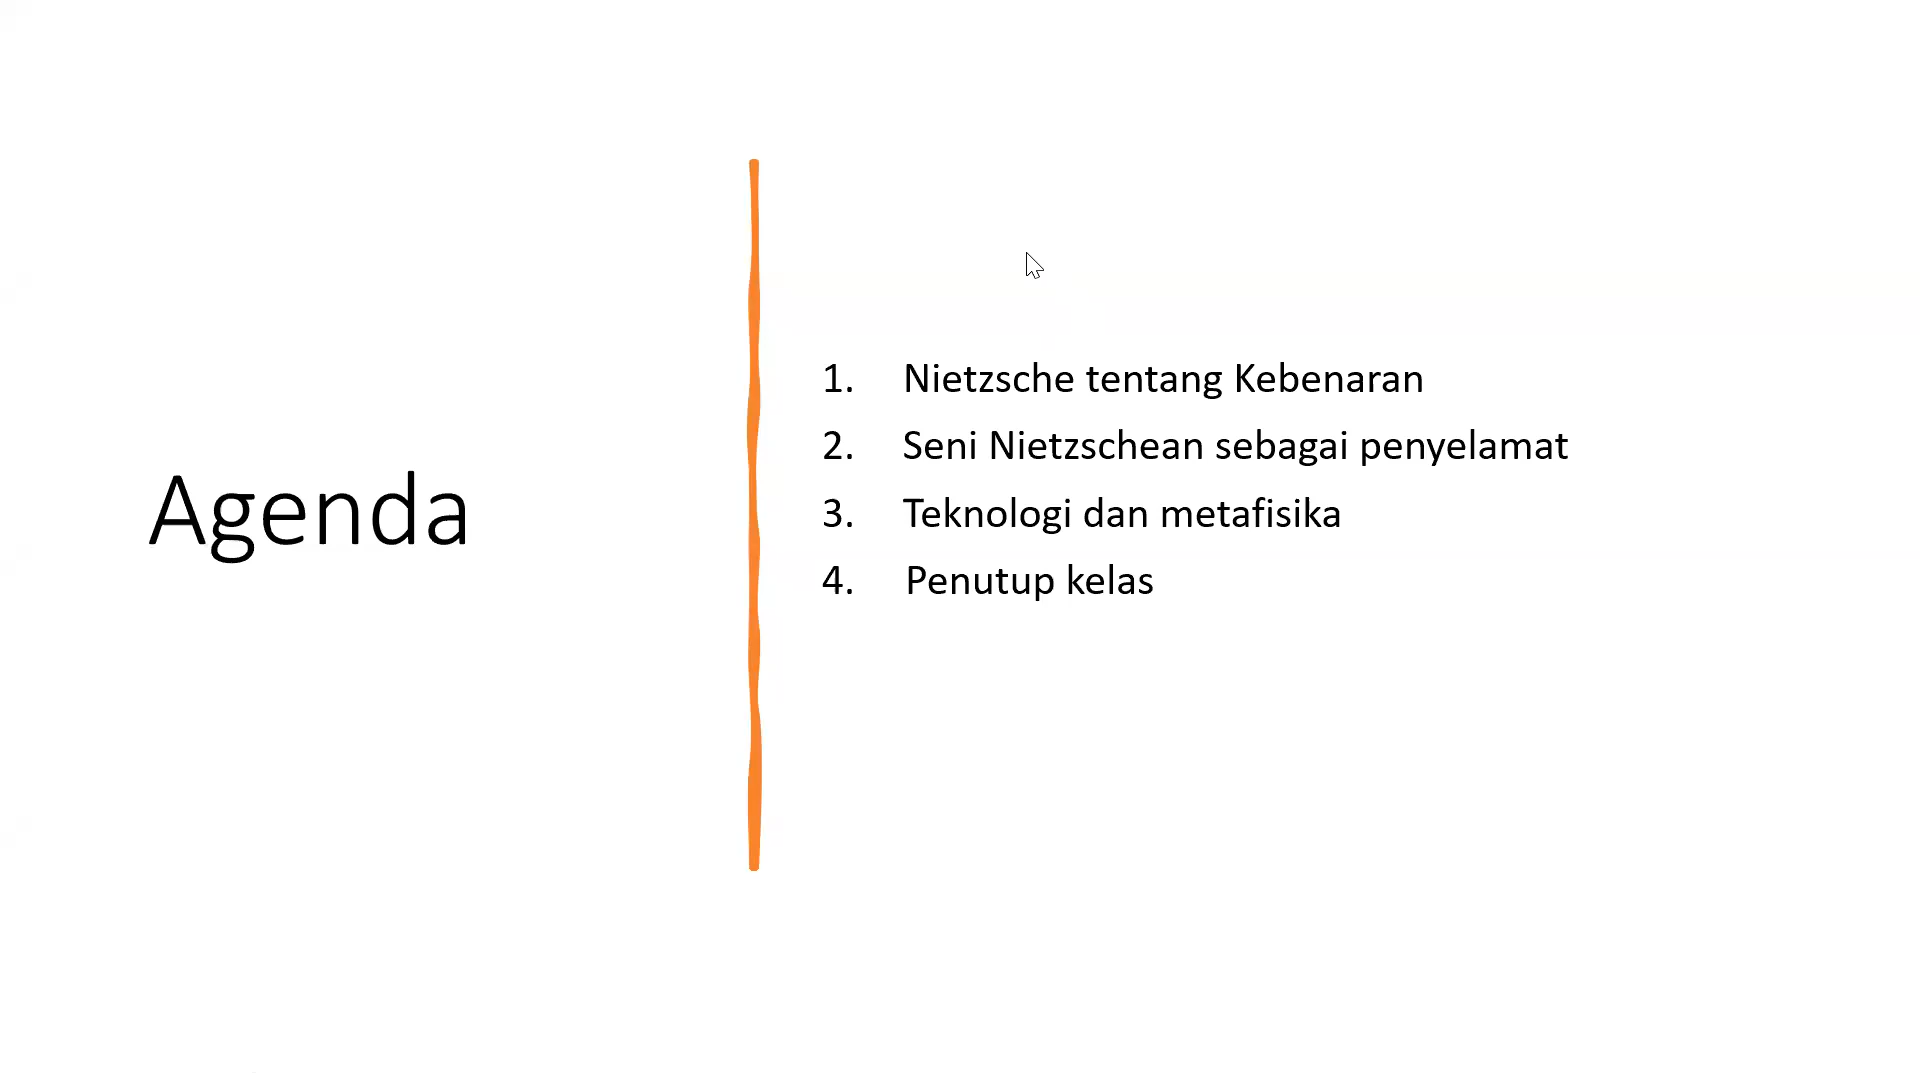 Agenda
1. Nietzsche tentang Kebenaran
2. Seni Nietzschean sebagai penyelamat
3. Teknologi dan metafisika
4. Penutup kelas